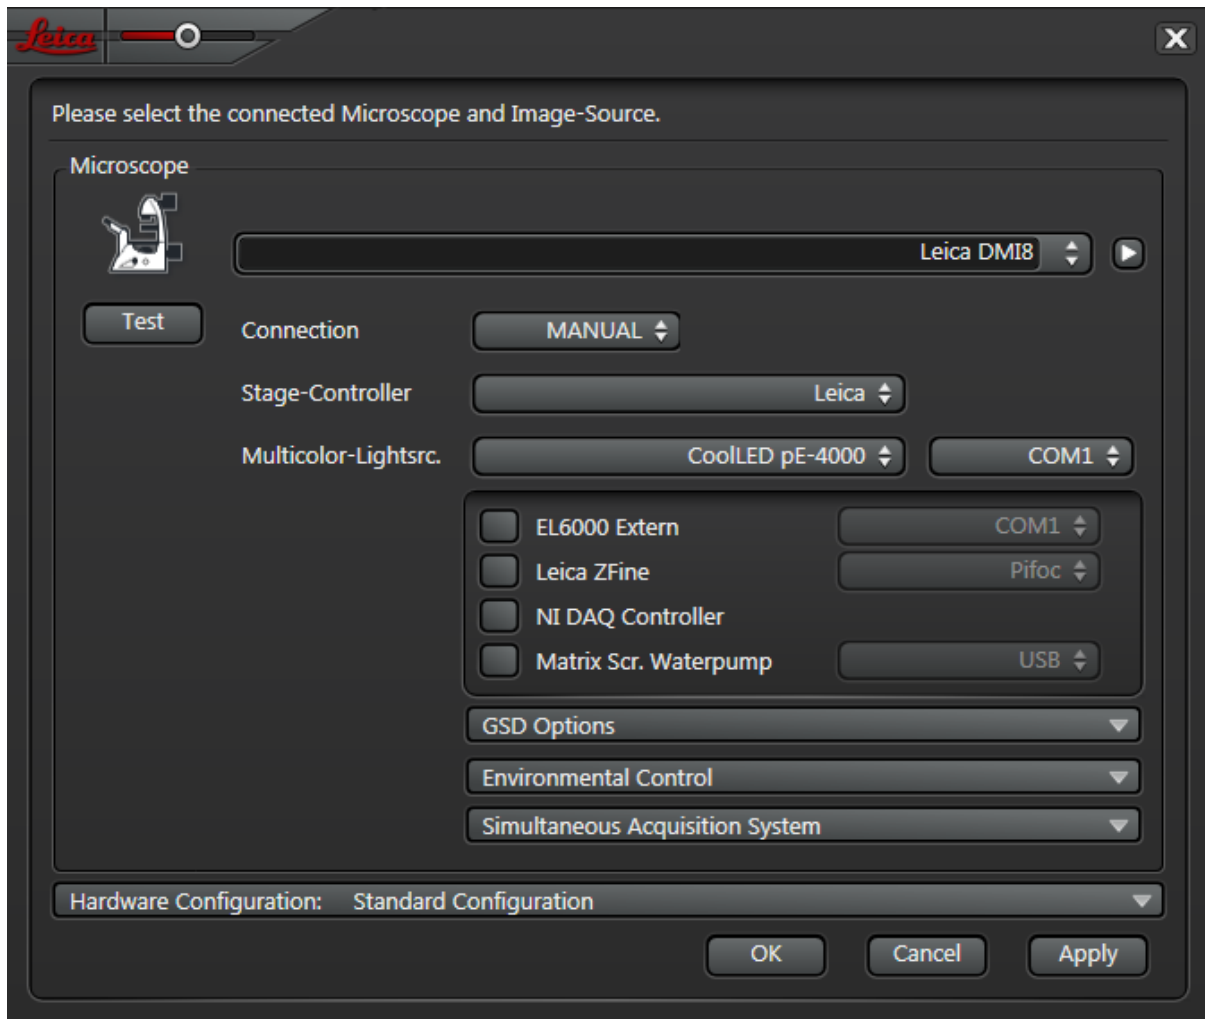 Leica
Please select the connected Microscope and Image-Source.
Microscope
Leica DMI8
Test
Connection MANUAL
Stage-Controller Leica
Multicolor-Lightsrc. CoolLED pE-4000 COM1
EL6000 Extern COM1
Leica ZFine Pifoc
NI DAQ Controller
Matrix Scr. Waterpump USB
GSD Options
Environmental Control
Simultaneous Acquisition System
Hardware Configuration: Standard Configuration
OK Cancel Apply